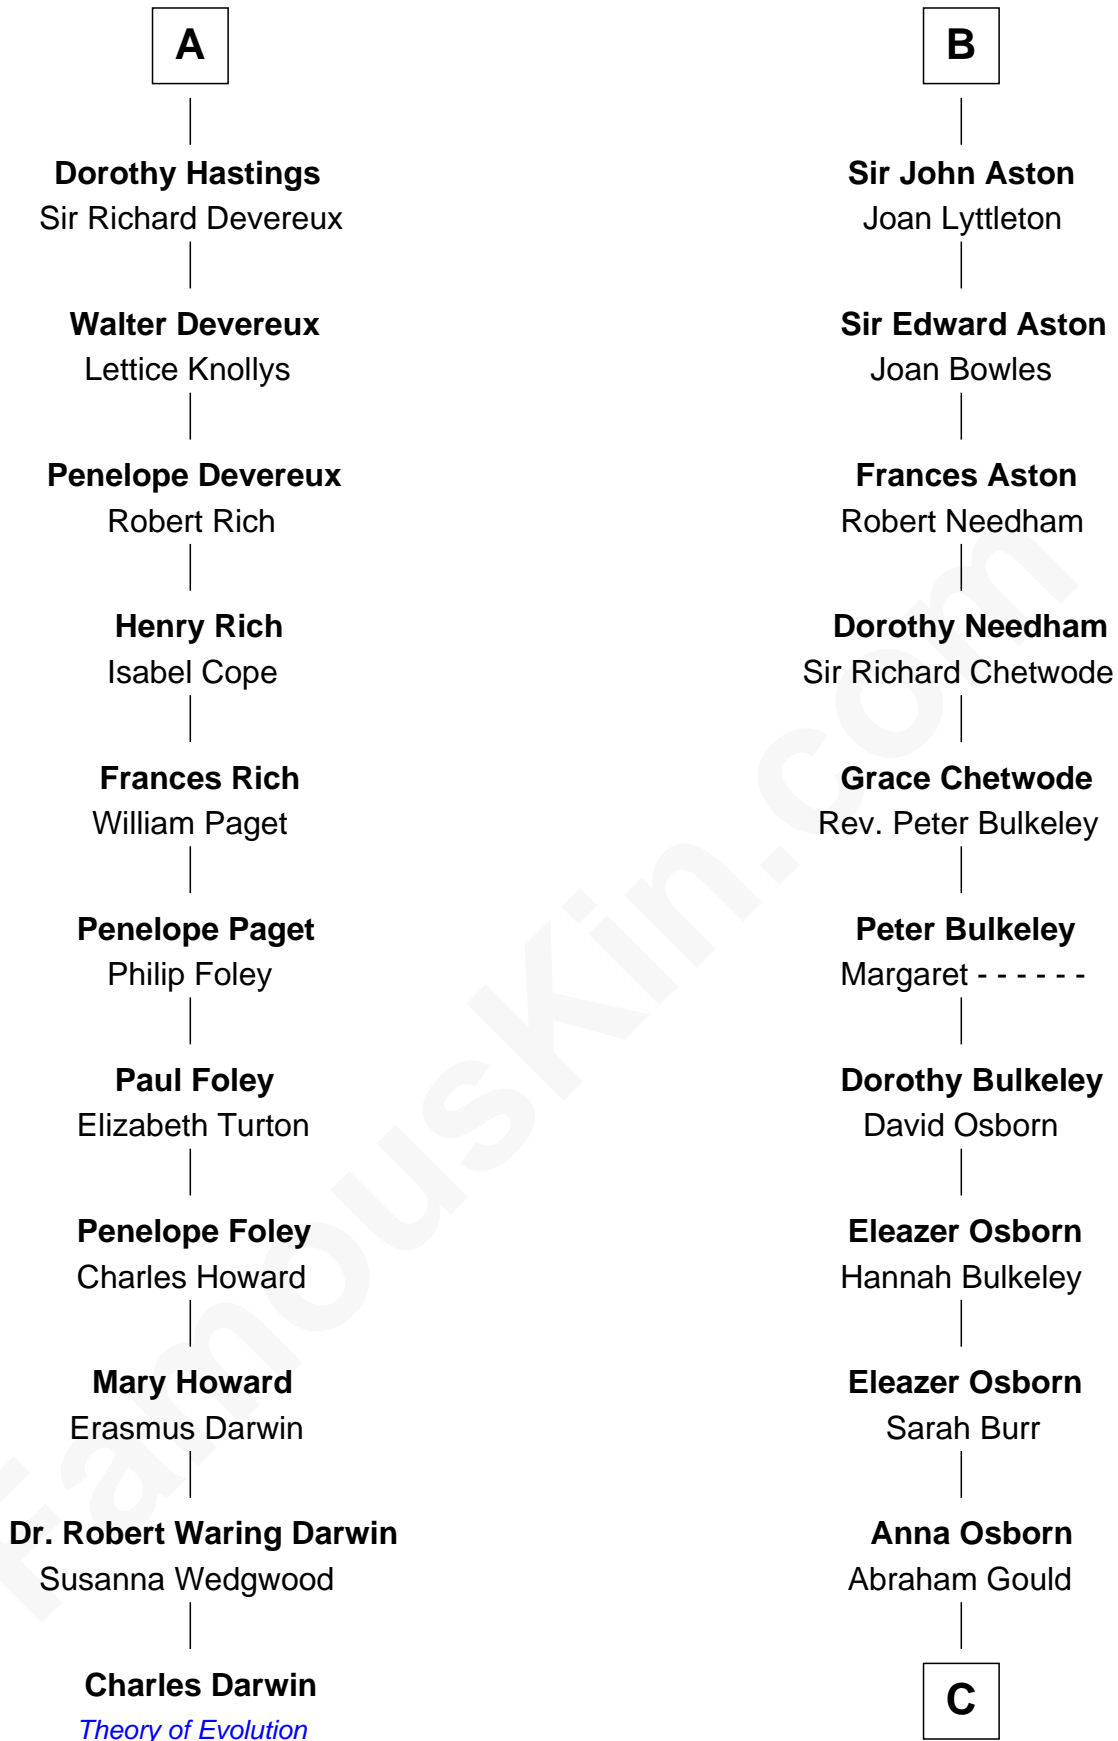 A
Dorothy Hastings
Sir Richard Devereux
Walter Devereux
Lettice Knollys
Penelope Devereux
Robert Rich
Henry Rich
Isabel Cope
Frances Rich
William Paget
Penelope Paget
Philip Foley
Paul Foley
Elizabeth Turton
Penelope Foley
Charles Howard
Mary Howard
Erasmus Darwin
Dr. Robert Waring Darwin
Susanna Wedgwood
Charles Darwin
Theory of Evolution
B
Sir John Aston
Joan Lyttleton
Sir Edward Aston
Joan Bowles
Frances Aston
Robert Needham
Dorothy Needham
Sir Richard Chetwode
Grace Chetwode
Rev. Peter Bulkeley
Peter Bulkeley
Margaret - - - - - -
Dorothy Bulkeley
David Osborn
Eleazer Osborn
Hannah Bulkeley
Eleazer Osborn
Sarah Burr
Anna Osborn
Abraham Gould
C
FamousKin.com